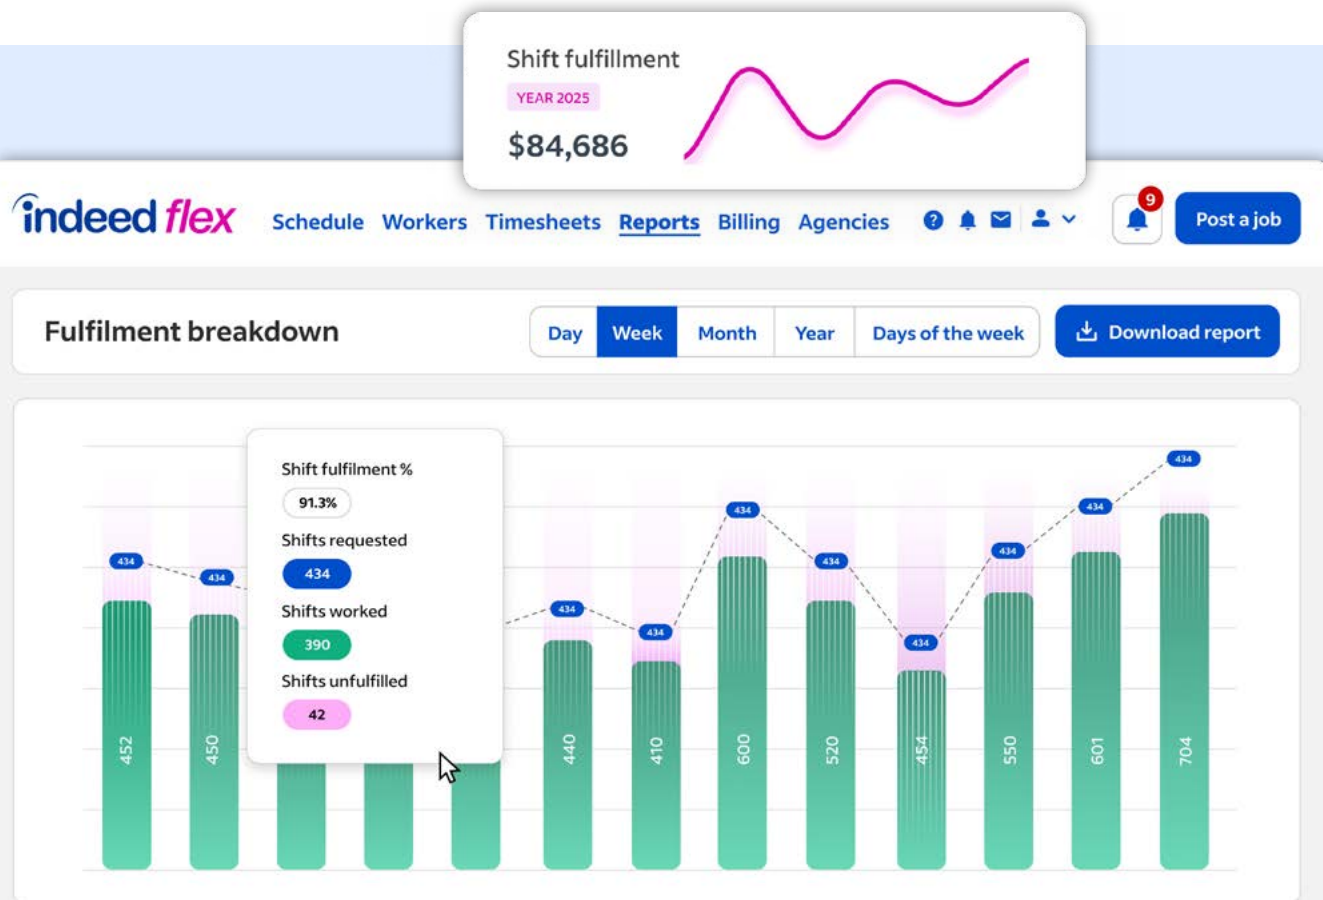 Shift fulfillment
YEAR 2025
$84,686
indeed flex
Schedule Workers Timesheets Reports Billing Agencies ? 9 Post a job
Fulfilment breakdown
Day Week Month Year Days of the week Download report
Shift fulfilment %
91.3%
Shifts requested
434
Shifts worked
390
Shifts unfulfilled
42
434 434 434 434 434 434 434 434 434 434
452 450 440 410 600 520 454 550 601 704